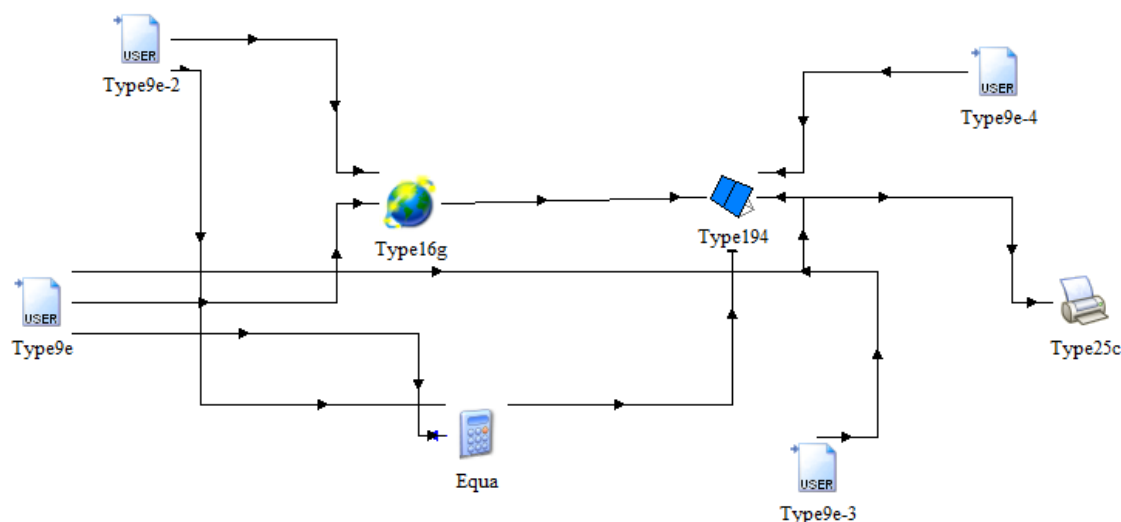 USER
Type9e-2
USER
Type9e-4
Type16g
Type194
USER
Type9e
Type25c
Equa
USER
Type9e-3